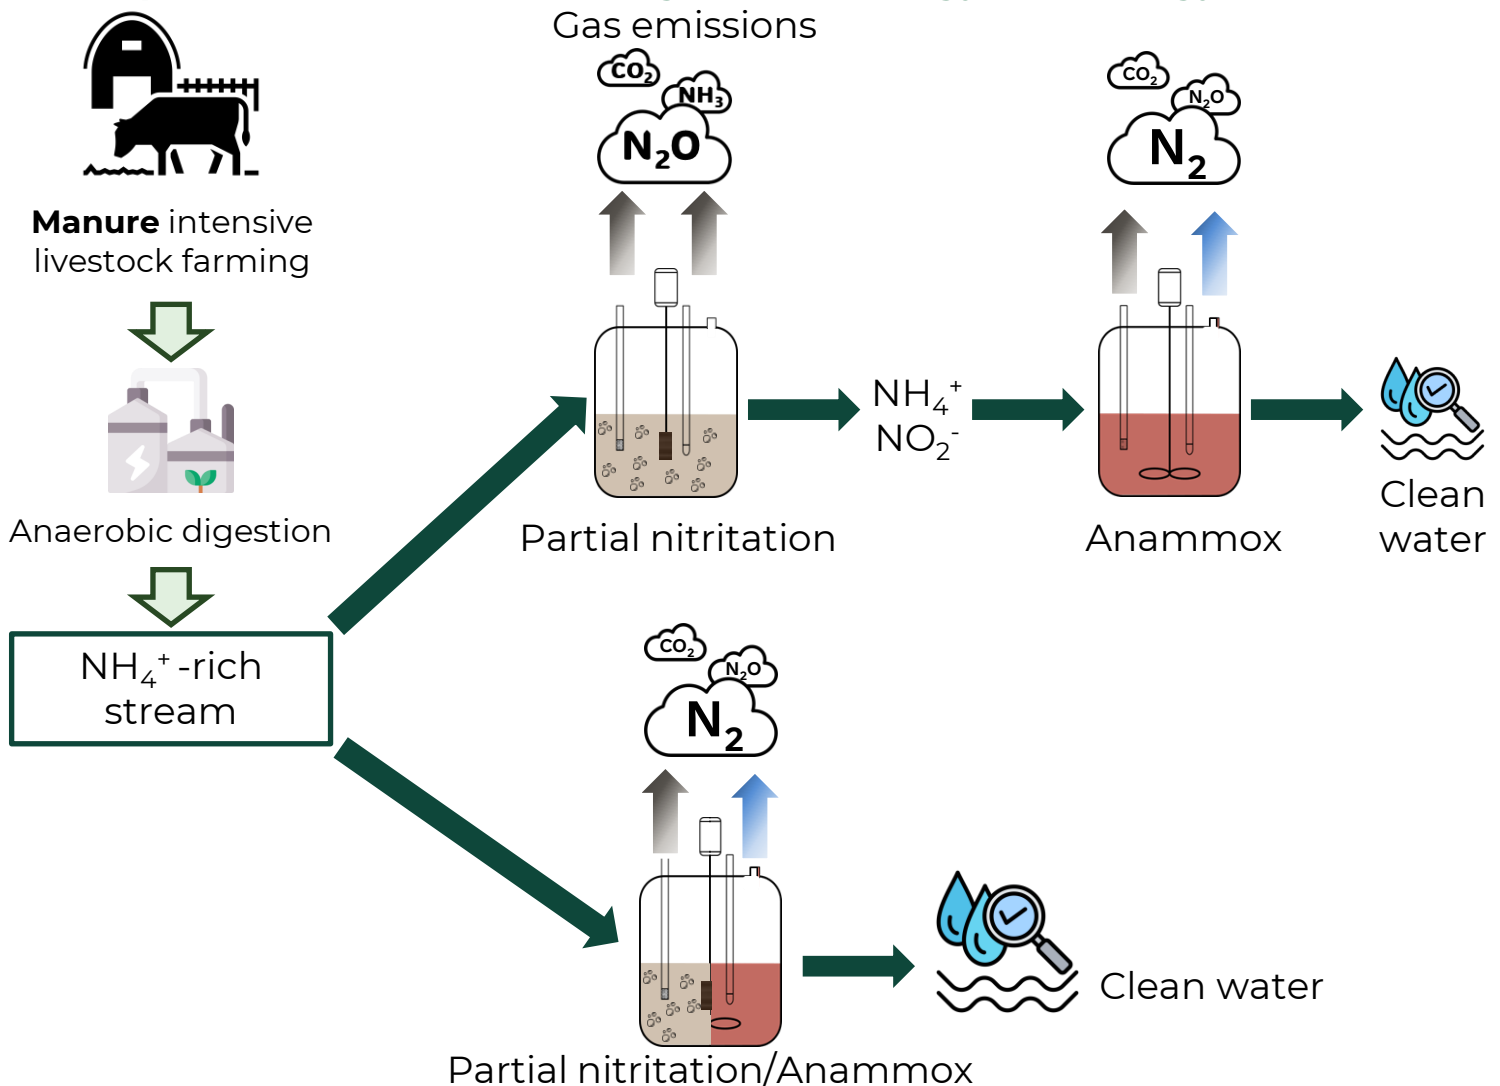 Gas emissions
CO₂
NH₃
N₂O
CO₂
N₂O
N₂
Manure intensive
livestock farming
Anaerobic digestion
NH₄⁺ -rich
stream
Partial nitritation
NH₄⁺
NO₂⁻
Anammox
Clean
water
CO₂
N₂O
N₂
Partial nitritation/Anammox
Clean water